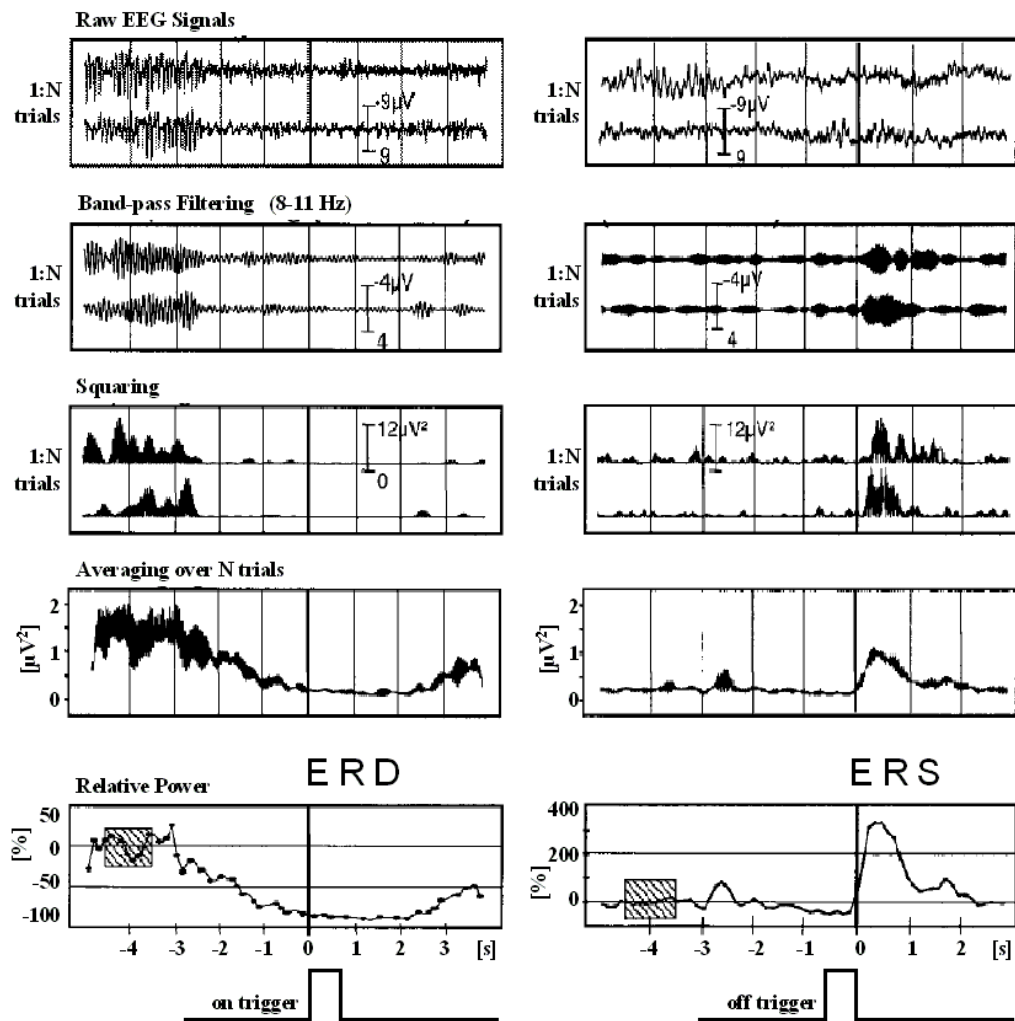 Raw EEG Signals
1:N
trials
-9µV
9
1:N
trials
-9µV
9
Band-pass Filtering (8-11 Hz)
1:N
trials
-4µV
4
1:N
trials
-4µV
4
Squaring
1:N
trials
12µV²
0
1:N
trials
12µV²
Averaging over N trials
[µV²]
2
1
0
[µV²]
2
1
0
Relative Power
ERD
[%]
50
0
-50
-100
-4 -3 -2 -1 0 1 2 3 [s]
on trigger
ERS
[%]
400
200
0
-4 -3 -2 -1 0 1 2 [s]
off trigger